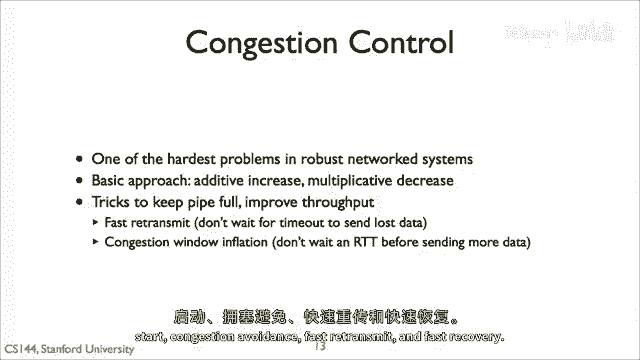 Congestion Control
• One of the hardest problems in robust networked systems
• Basic approach: additive increase, multiplicative decrease
• Tricks to keep pipe full, improve throughput
▸ Fast retransmit (don't wait for timeout to send lost data)
▸ Congestion window inflation (don't wait an RTT before sending more data)
启动、拥塞避免、快速重传和快速恢复。
start, congestion avoidance, fast retransmit, and fast recovery.
CS144, Stanford University
13